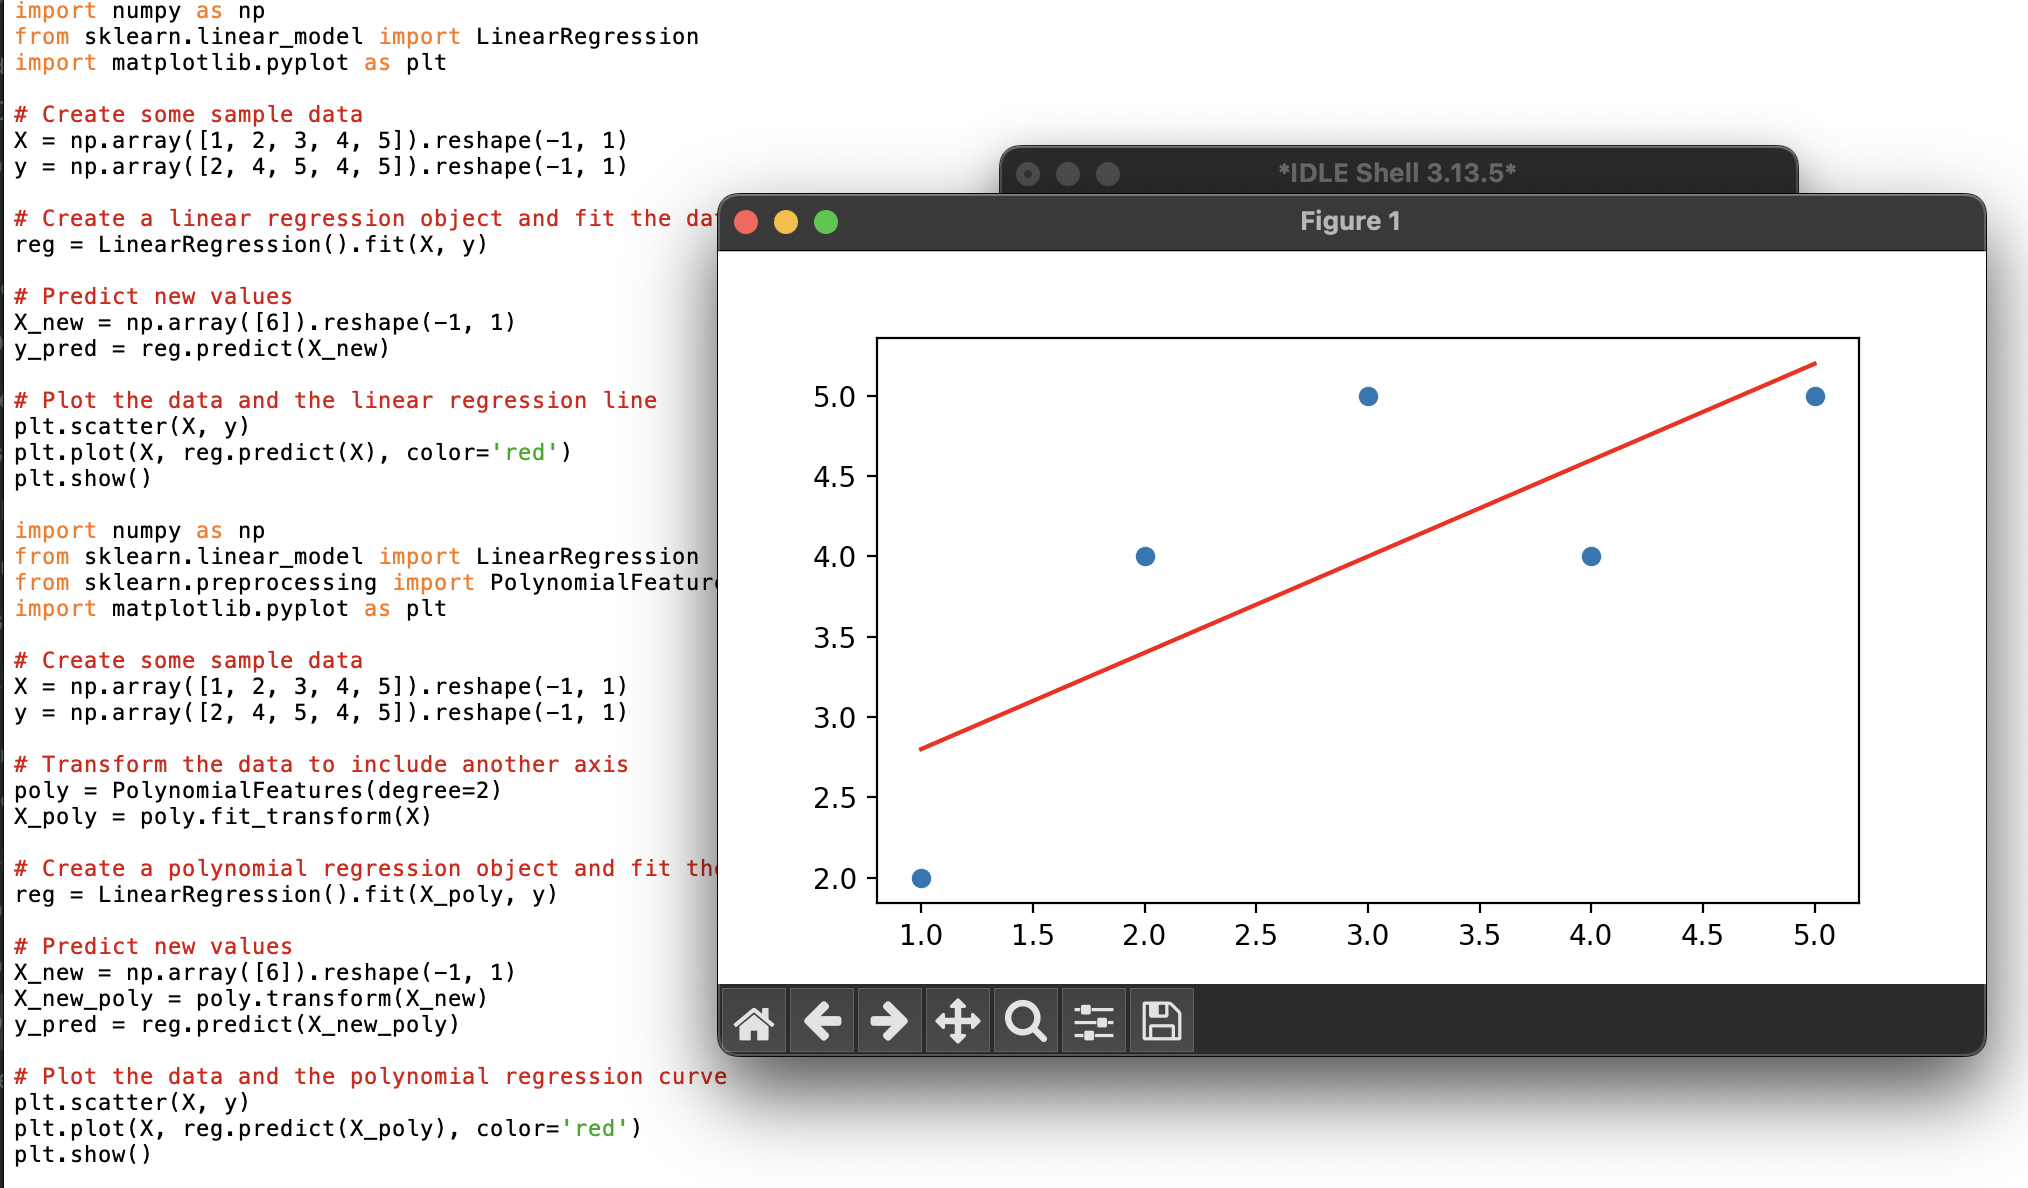 import numpy as np
from sklearn.linear_model import LinearRegression
import matplotlib.pyplot as plt
# Create some sample data
X = np.array([1, 2, 3, 4, 5]).reshape(-1, 1)
y = np.array([2, 4, 5, 4, 5]).reshape(-1, 1)
# Create a linear regression object and fit the da
reg = LinearRegression().fit(X, y)
# Predict new values
X_new = np.array([6]).reshape(-1, 1)
y_pred = reg.predict(X_new)
# Plot the data and the linear regression line
plt.scatter(X, y)
plt.plot(X, reg.predict(X), color='red')
plt.show()
import numpy as np
from sklearn.linear_model import LinearRegression
from sklearn.preprocessing import PolynomialFeature
import matplotlib.pyplot as plt
# Create some sample data
X = np.array([1, 2, 3, 4, 5]).reshape(-1, 1)
y = np.array([2, 4, 5, 4, 5]).reshape(-1, 1)
# Transform the data to include another axis
poly = PolynomialFeatures(degree=2)
X_poly = poly.fit_transform(X)
# Create a polynomial regression object and fit the
reg = LinearRegression().fit(X_poly, y)
# Predict new values
X_new = np.array([6]).reshape(-1, 1)
X_new_poly = poly.transform(X_new)
y_pred = reg.predict(X_new_poly)
# Plot the data and the polynomial regression curve
plt.scatter(X, y)
plt.plot(X, reg.predict(X_poly), color='red')
plt.show()
*IDLE Shell 3.13.5*
Figure 1
5.0
4.5
4.0
3.5
3.0
2.5
2.0
1.0 1.5 2.0 2.5 3.0 3.5 4.0 4.5 5.0